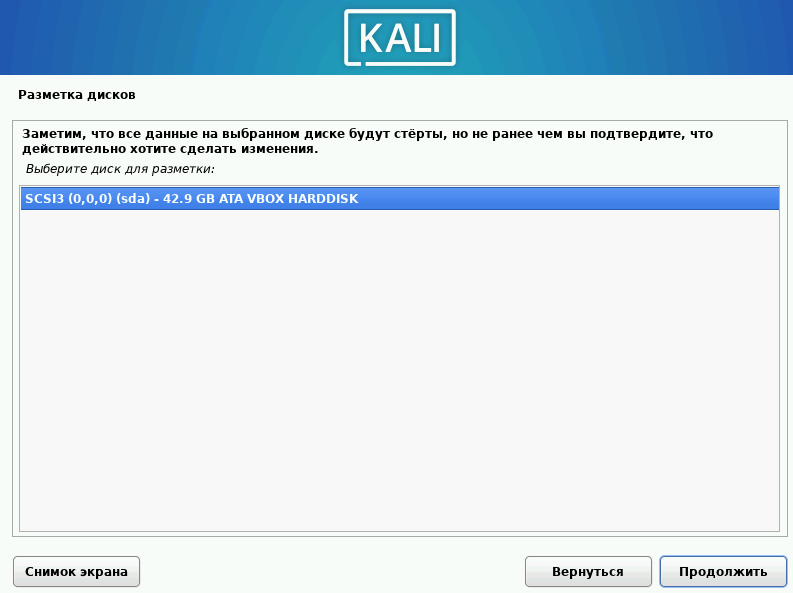 KALI
Разметка дисков
Заметим, что все данные на выбранном диске будут стёрты, но не ранее чем вы подтвердите, что
действительно хотите сделать изменения.
Выберите диск для разметки:
SCSI3 (0,0,0) (sda) - 42.9 GB ATA VBOX HARDDISK
Снимок экрана
Вернуться
Продолжить